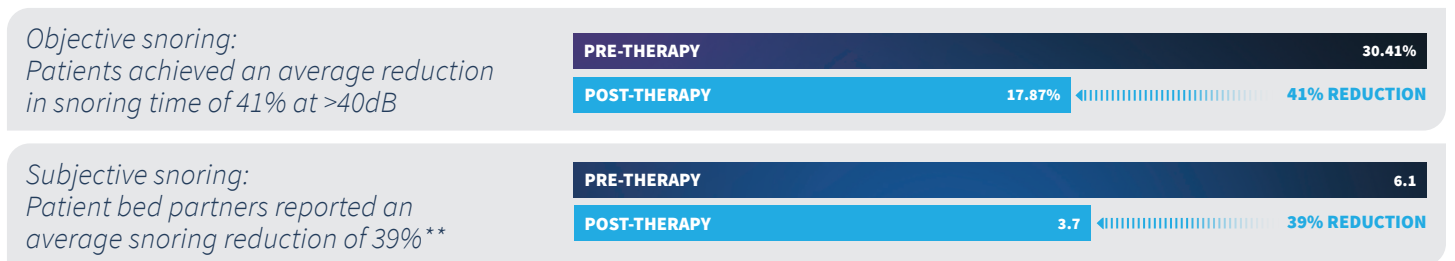 Objective snoring:
Patients achieved an average reduction
in snoring time of 41% at >40dB
PRE-THERAPY 30.41%
POST-THERAPY 17.87% 41% REDUCTION
Subjective snoring:
Patient bed partners reported an
average snoring reduction of 39%**
PRE-THERAPY 6.1
POST-THERAPY 3.7 39% REDUCTION